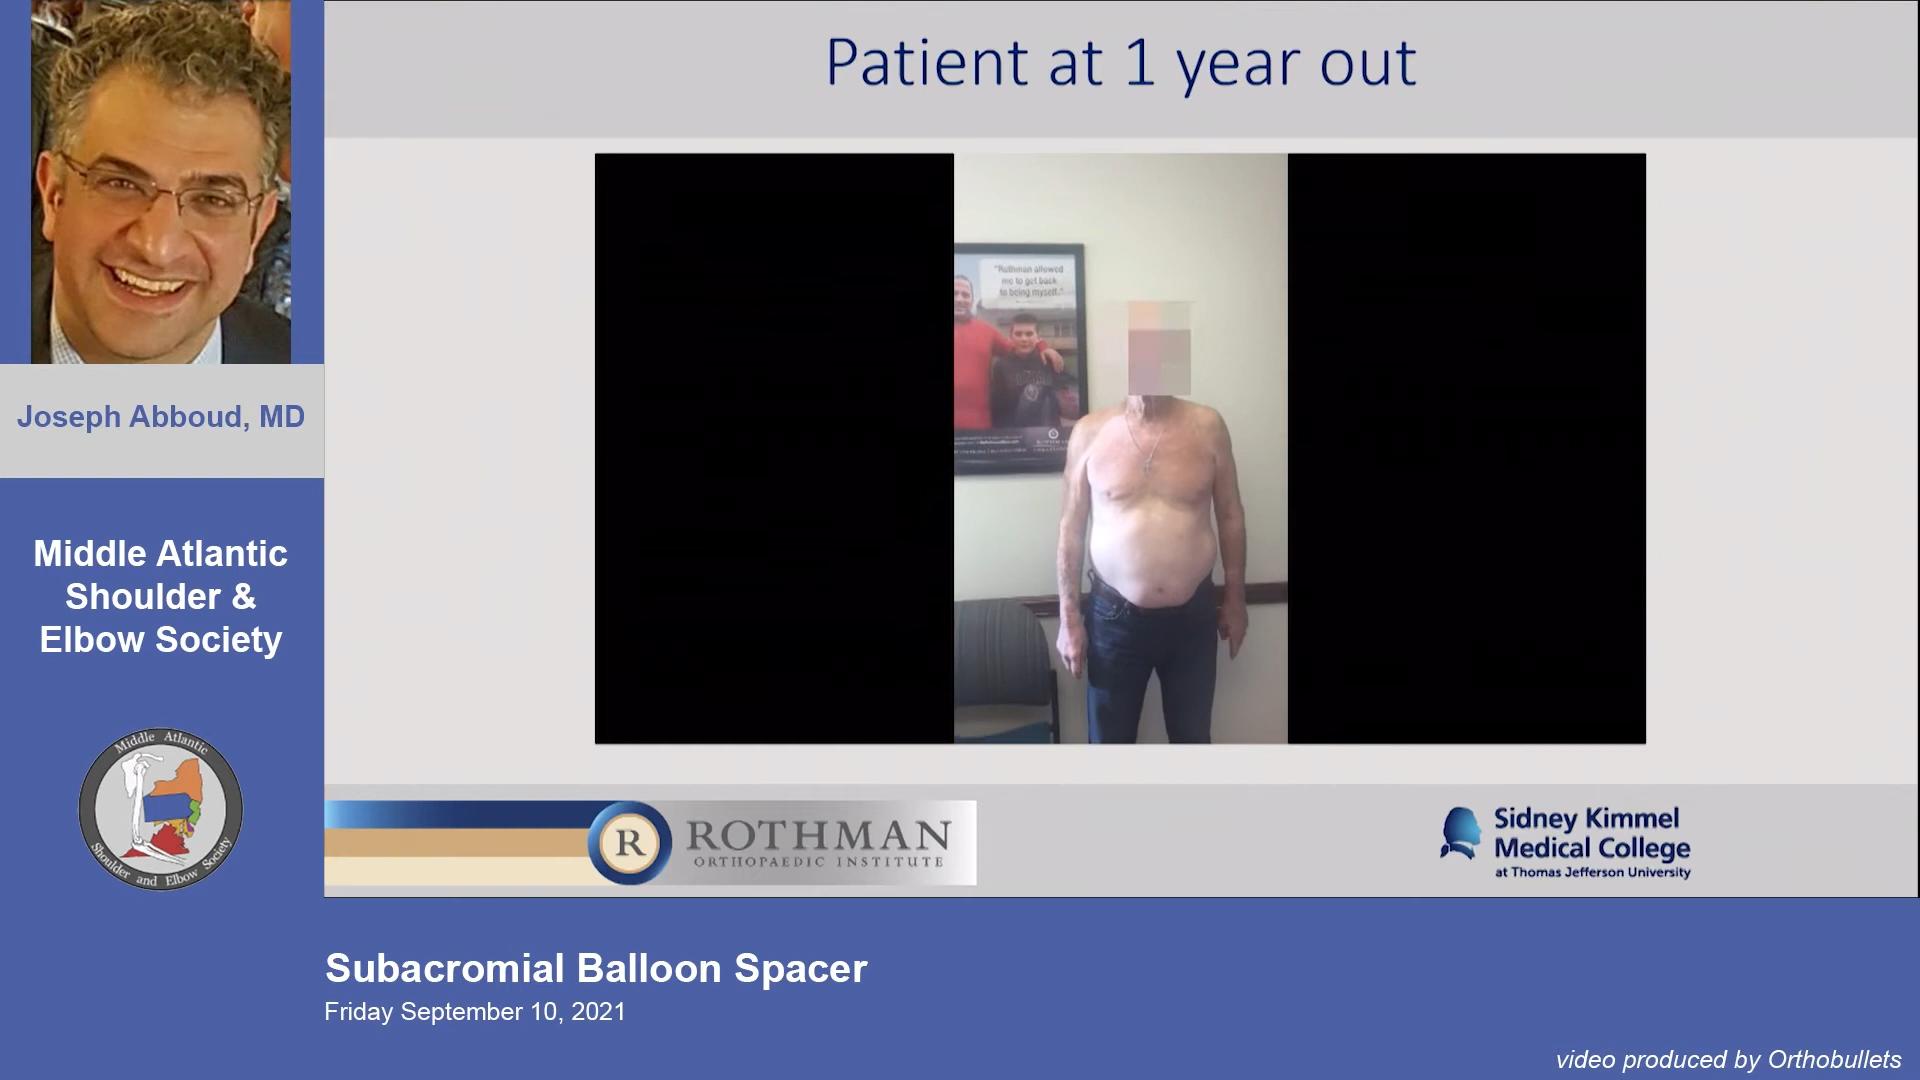 Patient at 1 year out
"Rothman allowed
me to get back
to being myself."
ROTHMAN
Joseph Abboud, MD
Middle Atlantic
Shoulder &
Elbow Society
Middle Atlantic
Shoulder and Elbow Society
R
ROTHMAN
ORTHOPAEDIC INSTITUTE
Sidney Kimmel
Medical College
at Thomas Jefferson University
Subacromial Balloon Spacer
Friday September 10, 2021
video produced by Orthobullets